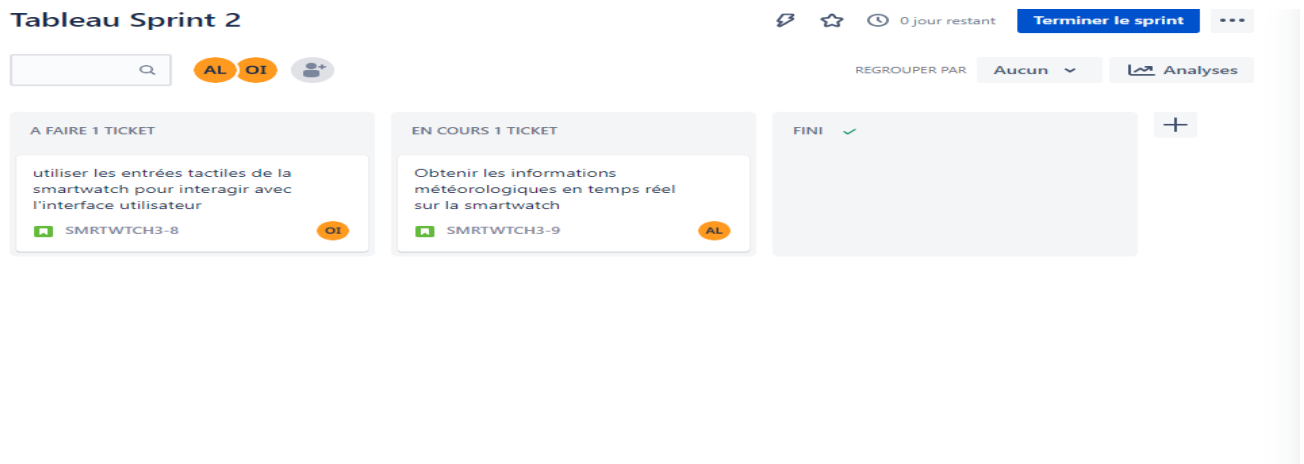 Tableau Sprint 2
0 jour restant
Terminer le sprint
AL OI
REGROUPER PAR
Aucun
Analyses
A FAIRE 1 TICKET
utiliser les entrées tactiles de la
smartwatch pour interagir avec
l'interface utilisateur
SMRTWTCH3-8
OI
EN COURS 1 TICKET
Obtenir les informations
météorologiques en temps réel
sur la smartwatch
SMRTWTCH3-9
AL
FINI